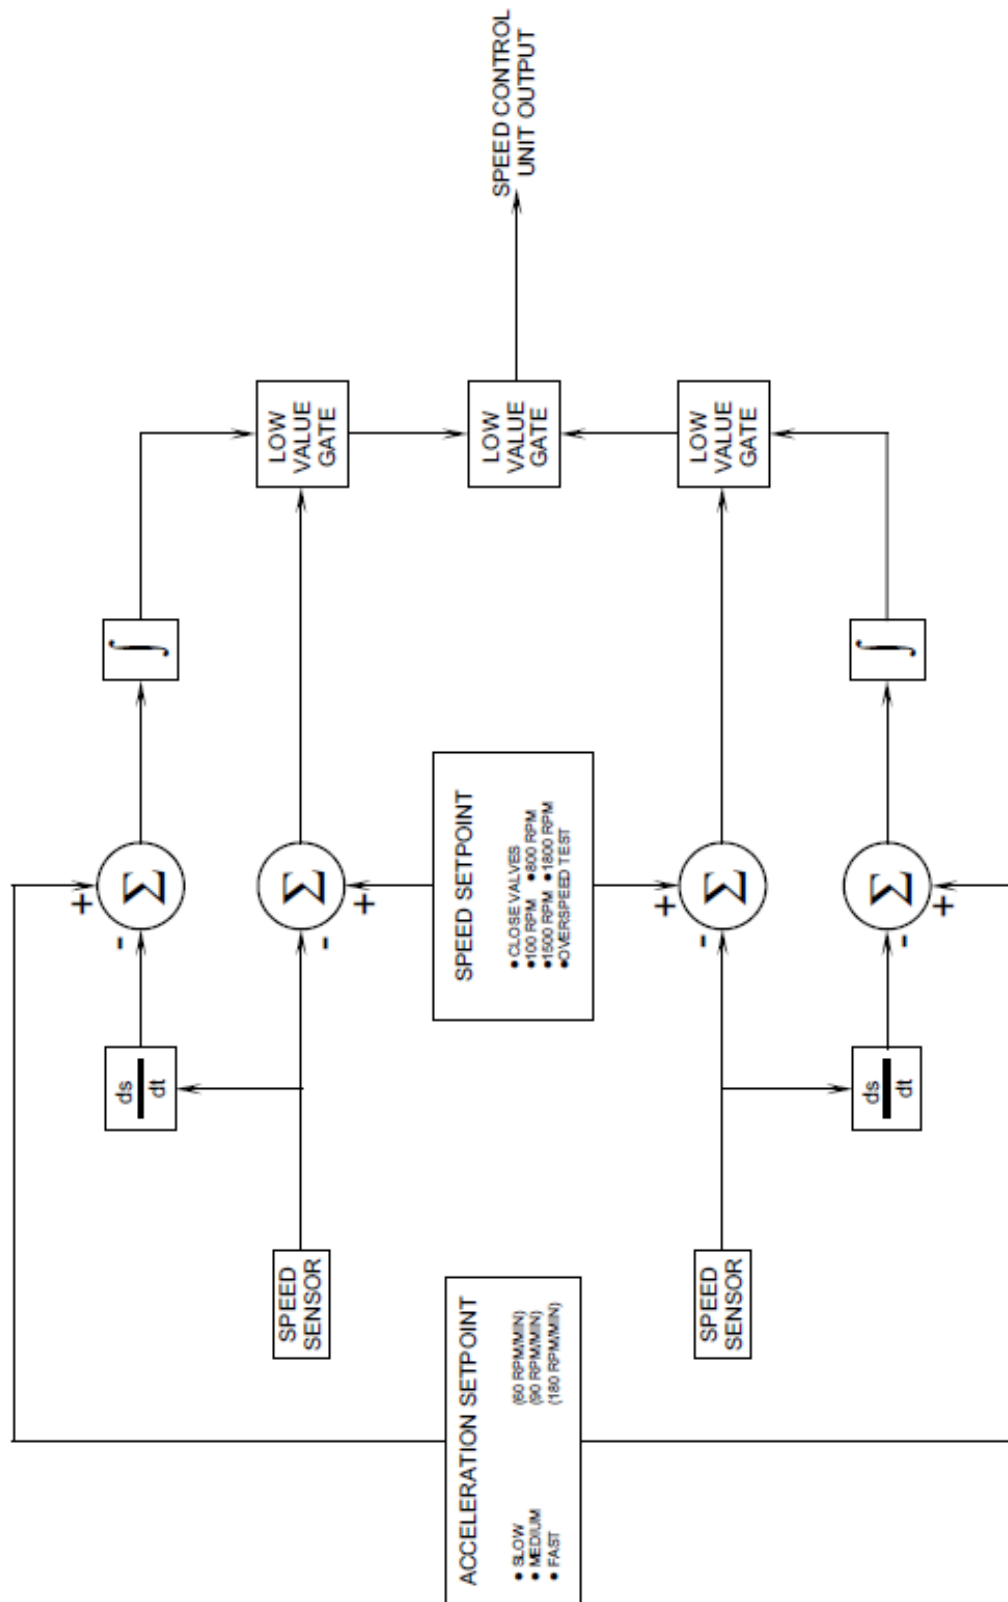 ACCELERATION SETPOINT
• SLOW (60 RPM/MIN)
• MEDIUM (90 RPM/MIN)
• FAST (180 RPM/MIN)
SPEED
SENSOR
SPEED
SENSOR
ds
dt
ds
dt
-
+
Σ
-
+
Σ
SPEED SETPOINT
• CLOSE VALVES
•100 RPM •800 RPM
•1500 RPM •1800 RPM
•OVERSPEED TEST
-
+
Σ
-
+
Σ
∫
∫
LOW
VALUE
GATE
LOW
VALUE
GATE
LOW
VALUE
GATE
SPEED CONTROL
UNIT OUTPUT